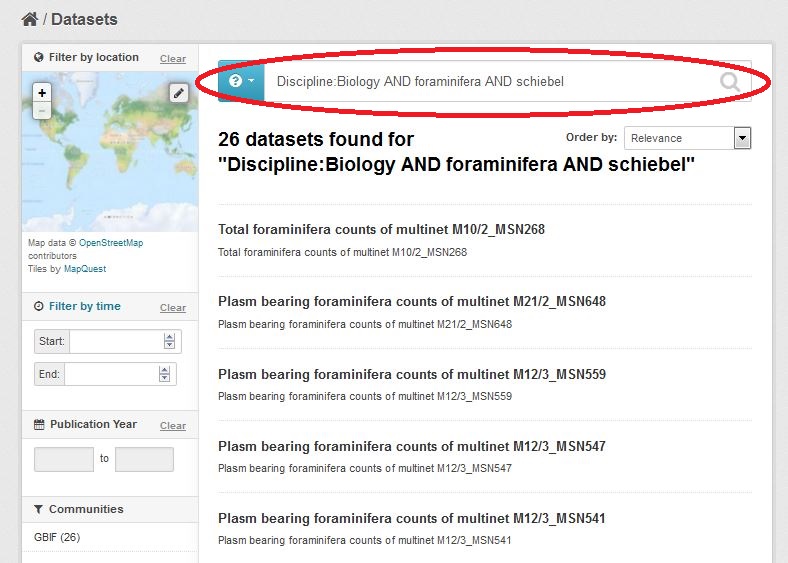 / Datasets
Filter by location Clear
+
-
Map data © OpenStreetMap
contributors
Tiles by MapQuest
Filter by time Clear
Start:
End:
Publication Year Clear
to
Communities
GBIF (26)
? Discipline:Biology AND foraminifera AND schiebel
26 datasets found for
"Discipline:Biology AND foraminifera AND schiebel"
Order by: Relevance
Total foraminifera counts of multinet M10/2_MSN268
Total foraminifera counts of multinet M10/2_MSN268
Plasm bearing foraminifera counts of multinet M21/2_MSN648
Plasm bearing foraminifera counts of multinet M21/2_MSN648
Plasm bearing foraminifera counts of multinet M12/3_MSN559
Plasm bearing foraminifera counts of multinet M12/3_MSN559
Plasm bearing foraminifera counts of multinet M12/3_MSN547
Plasm bearing foraminifera counts of multinet M12/3_MSN547
Plasm bearing foraminifera counts of multinet M12/3_MSN541
Plasm bearing foraminifera counts of multinet M12/3_MSN541